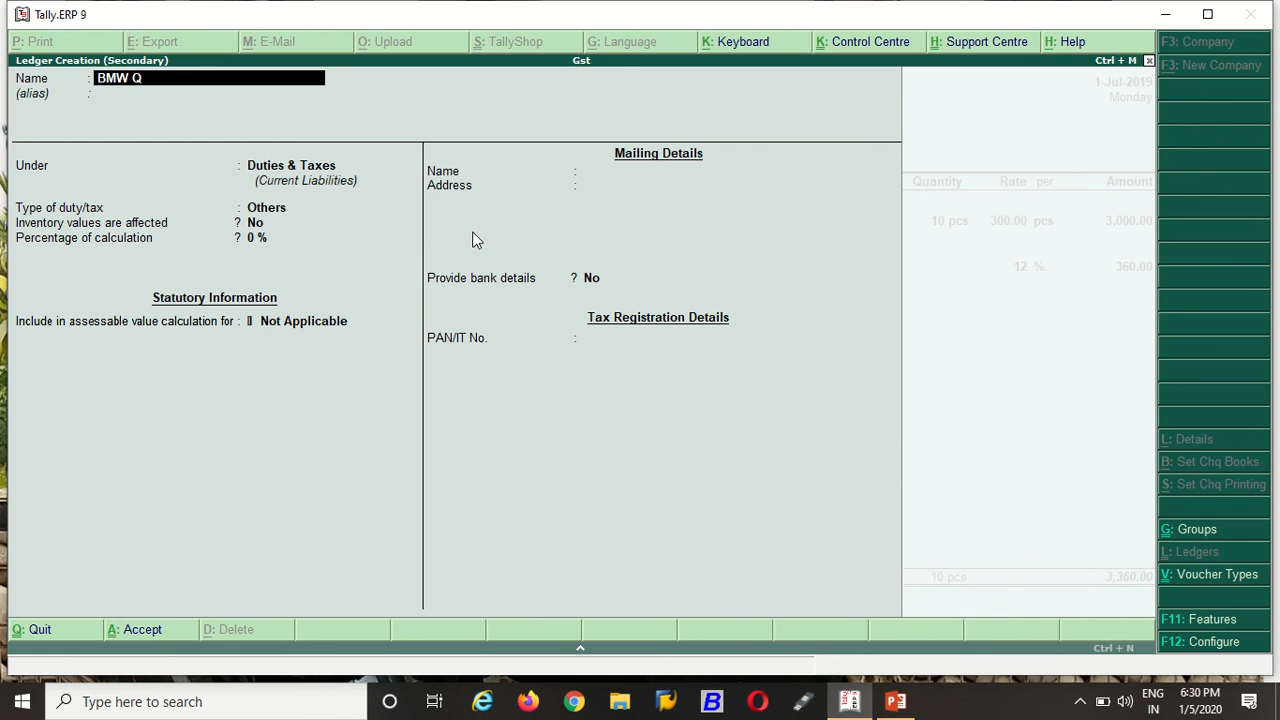 Tally.ERP 9
P: Print
E: Export
M: E-Mail
O: Upload
S: TallyShop
G: Language
K: Keyboard
K: Control Centre
H: Support Centre
H: Help
F3: Company
F3: New Company
Ledger Creation (Secondary)
Gst
Ctrl + M
Name : BMW Q
(alias) :
1-Jul-2019
Monday
Under : Duties & Taxes
(Current Liabilities)
Type of duty/tax : Others
Inventory values are affected ? No
Percentage of calculation ? 0 %
Statutory Information
Include in assessable value calculation for : Not Applicable
Mailing Details
Name :
Address :
Provide bank details ? No
Tax Registration Details
PAN/IT No. :
Quantity Rate per Amount
10 pcs 300.00 pcs 3,000.00
12 % 360.00
10 pcs 3,360.00
L: Details
B: Set Chq Books
S: Set Chq Printing
G: Groups
L: Ledgers
V: Voucher Types
F11: Features
F12: Configure
Q: Quit
A: Accept
D: Delete
Ctrl + N
Type here to search
B
ENG
IN
6:30 PM
1/5/2020